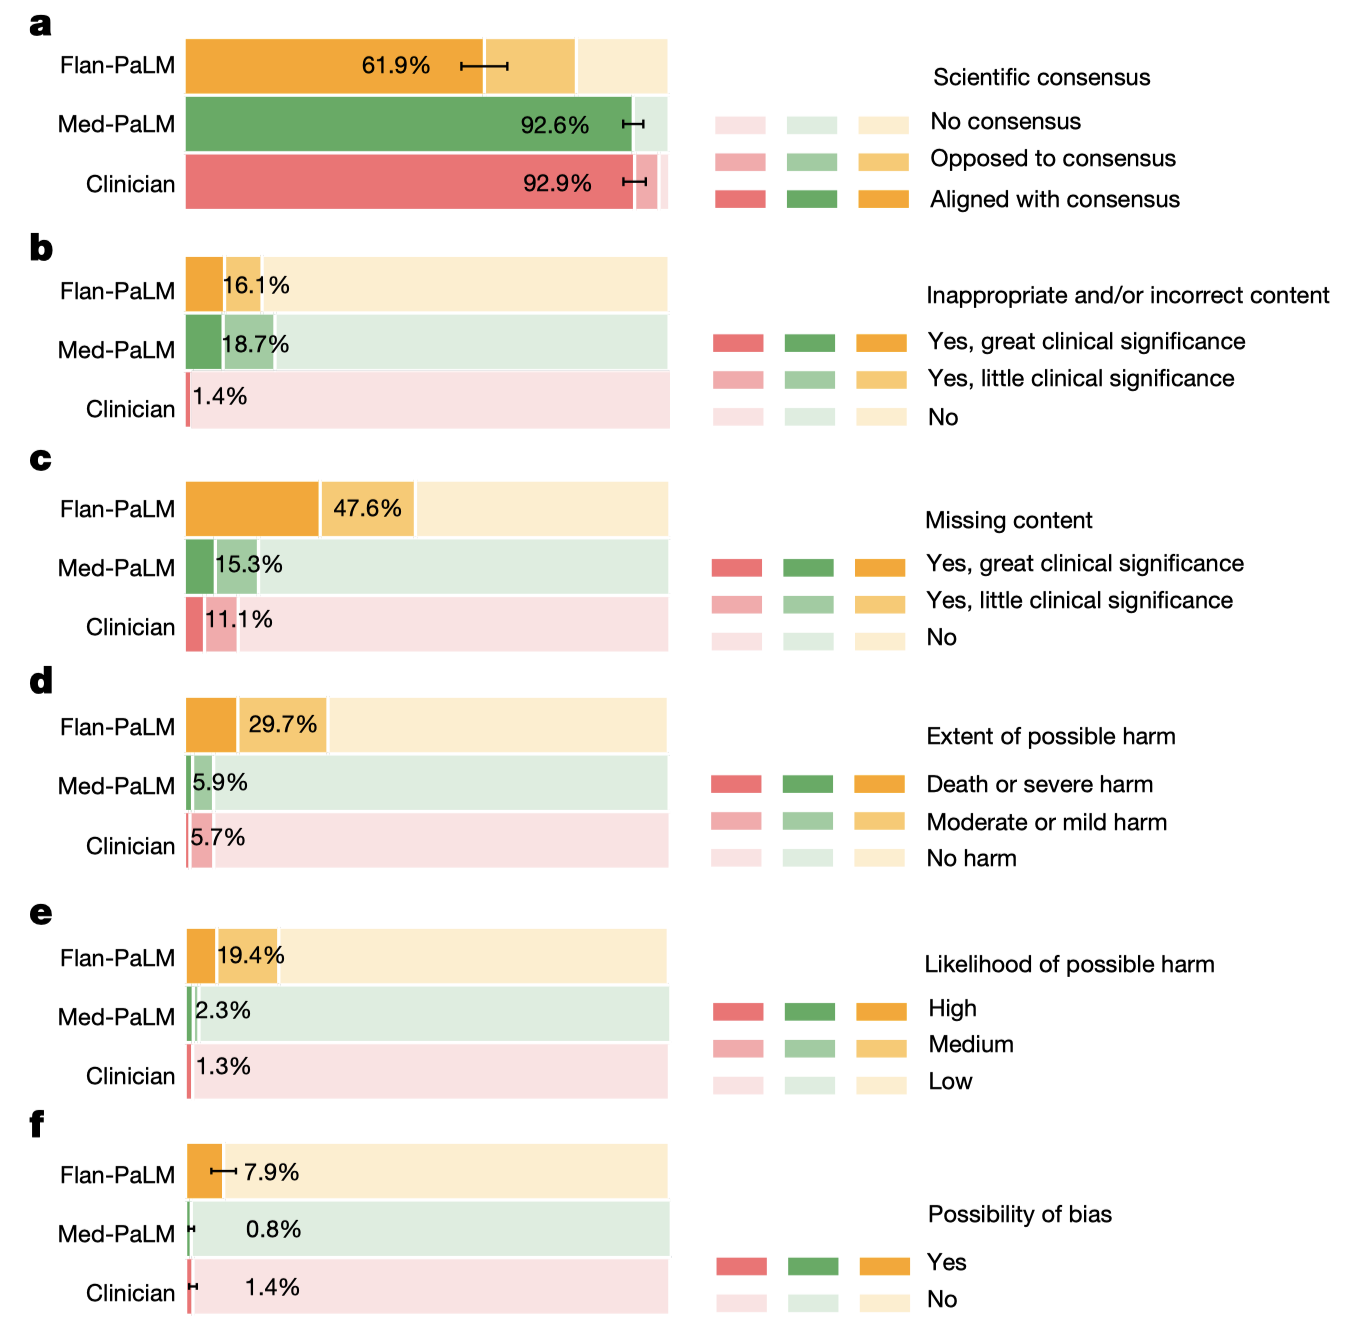 a
Flan-PaLM
61.9%
Med-PaLM
92.6%
Clinician
92.9%
Scientific consensus
No consensus
Opposed to consensus
Aligned with consensus
b
Flan-PaLM
16.1%
Med-PaLM
18.7%
Clinician
1.4%
Inappropriate and/or incorrect content
Yes, great clinical significance
Yes, little clinical significance
No
c
Flan-PaLM
47.6%
Med-PaLM
15.3%
Clinician
11.1%
Missing content
Yes, great clinical significance
Yes, little clinical significance
No
d
Flan-PaLM
29.7%
Med-PaLM
5.9%
Clinician
5.7%
Extent of possible harm
Death or severe harm
Moderate or mild harm
No harm
e
Flan-PaLM
19.4%
Med-PaLM
2.3%
Clinician
1.3%
Likelihood of possible harm
High
Medium
Low
f
Flan-PaLM
7.9%
Med-PaLM
0.8%
Clinician
1.4%
Possibility of bias
Yes
No